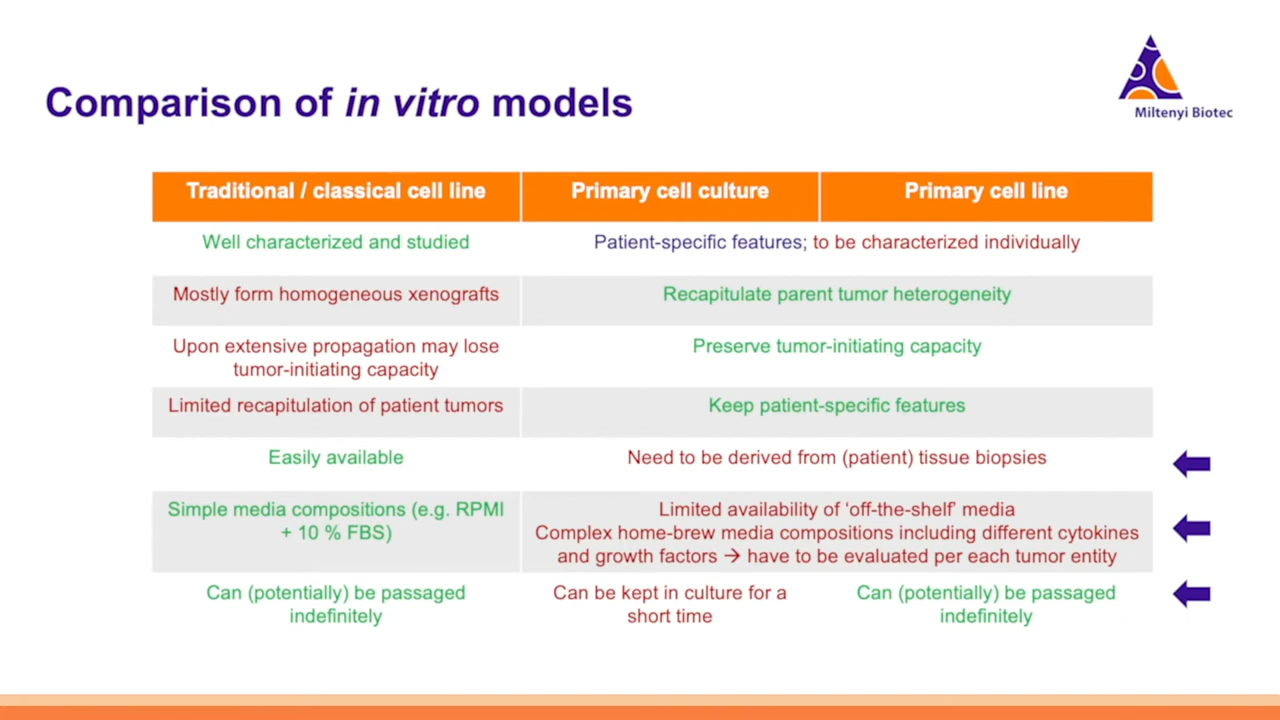 Miltenyi Biotec
Comparison of in vitro models
Traditional / classical cell line
Primary cell culture
Primary cell line
Well characterized and studied
Patient-specific features; to be characterized individually
Mostly form homogeneous xenografts
Recapitulate parent tumor heterogeneity
Upon extensive propagation may lose
tumor-initiating capacity
Preserve tumor-initiating capacity
Limited recapitulation of patient tumors
Keep patient-specific features
Easily available
Need to be derived from (patient) tissue biopsies
Simple media compositions (e.g. RPMI
+ 10 % FBS)
Limited availability of ‘off-the-shelf’ media
Complex home-brew media compositions including different cytokines
and growth factors → have to be evaluated per each tumor entity
Can (potentially) be passaged
indefinitely
Can be kept in culture for a
short time
Can (potentially) be passaged
indefinitely